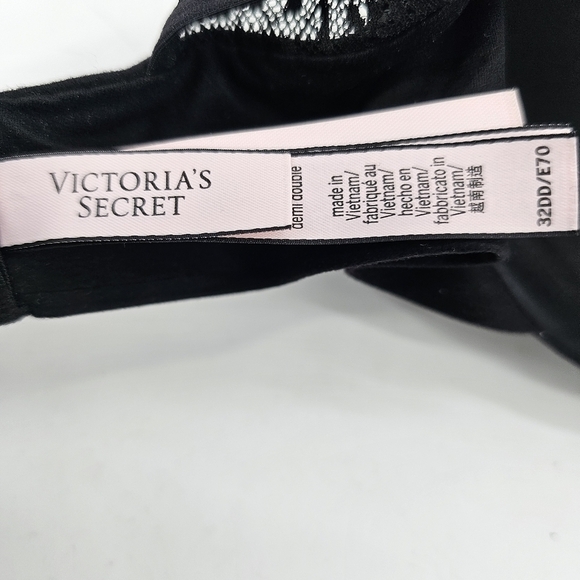 VICTORIA'S
SECRET
demi doublé
made in
Vietnam/
fabriqué au
Vietnam/
hecho en
Vietnam/
fabbricato in
Vietnam/
越南制造
32DD/E70